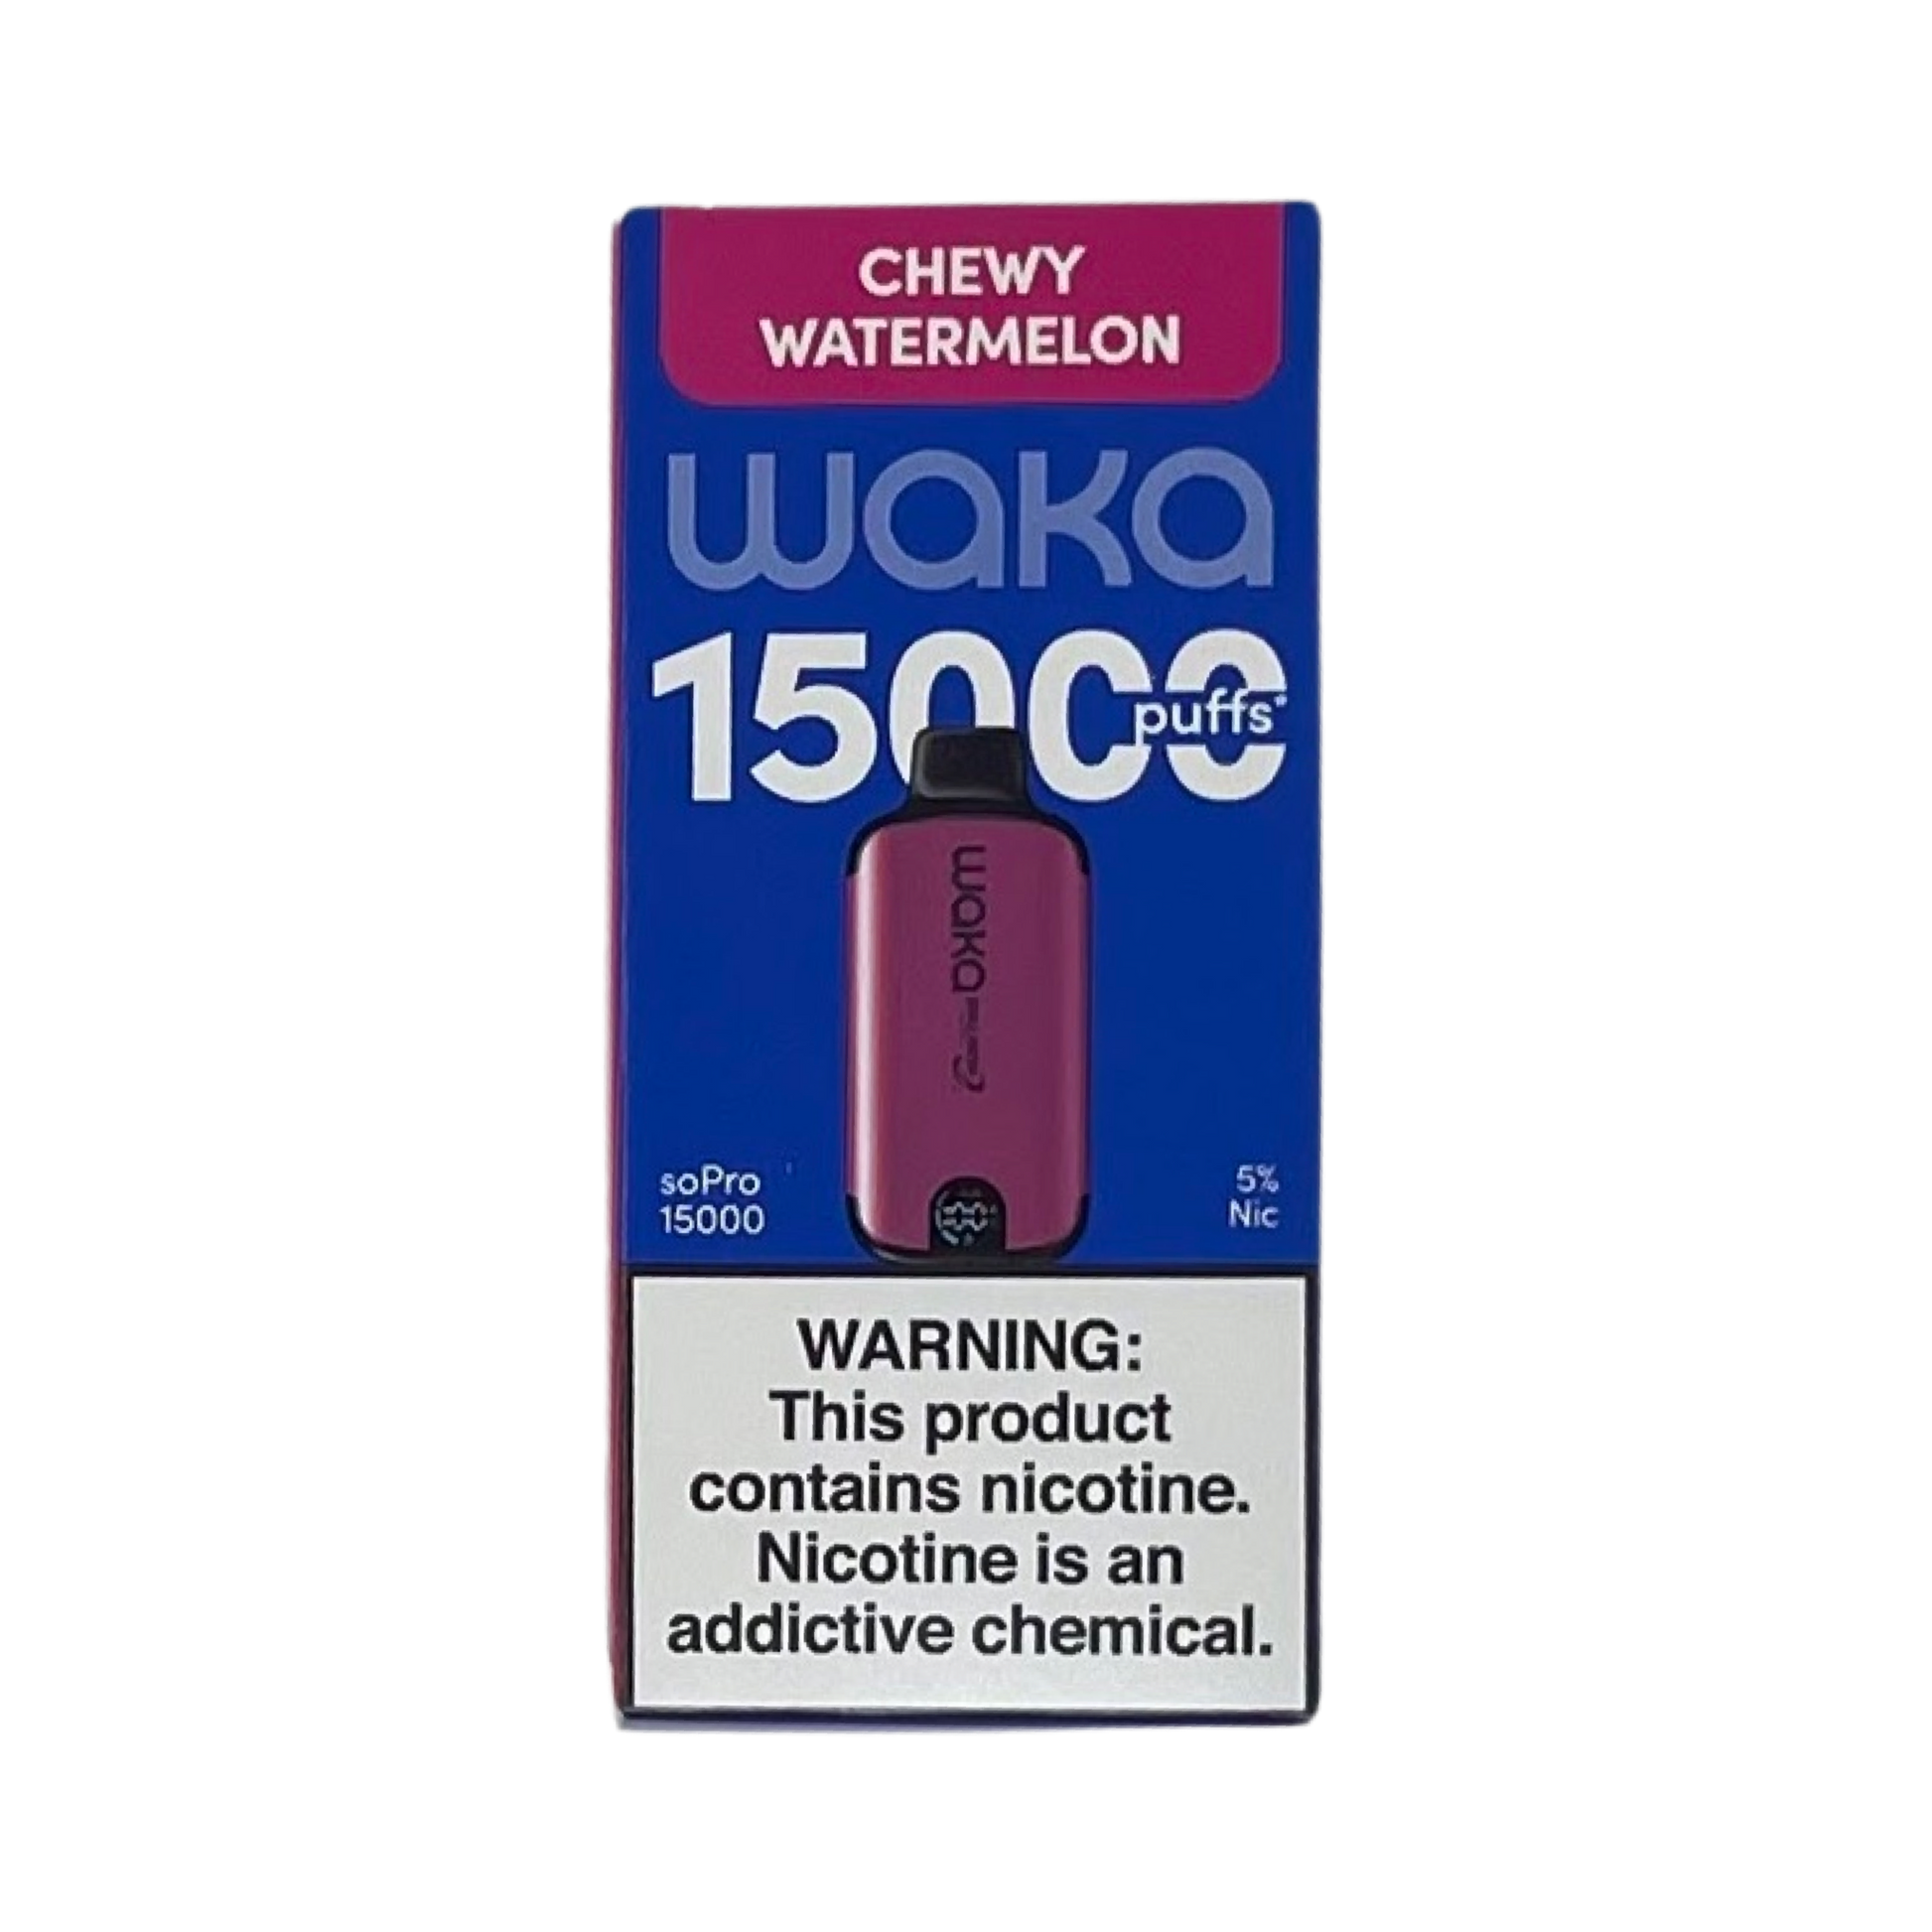 CHEWY
WATERMELON
waka
15000
puffs*
waka
soPro
15000
5%
Nic
WARNING:
This product
contains nicotine.
Nicotine is an
addictive chemical.